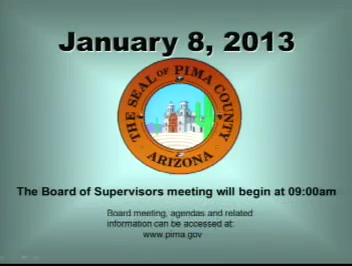 January 8, 2013
THE SEAL OF PIMA COUNTY
ARIZONA
The Board of Supervisors meeting will begin at 09:00am
Board meeting, agendas and related
information can be accessed at:
www.pima.gov